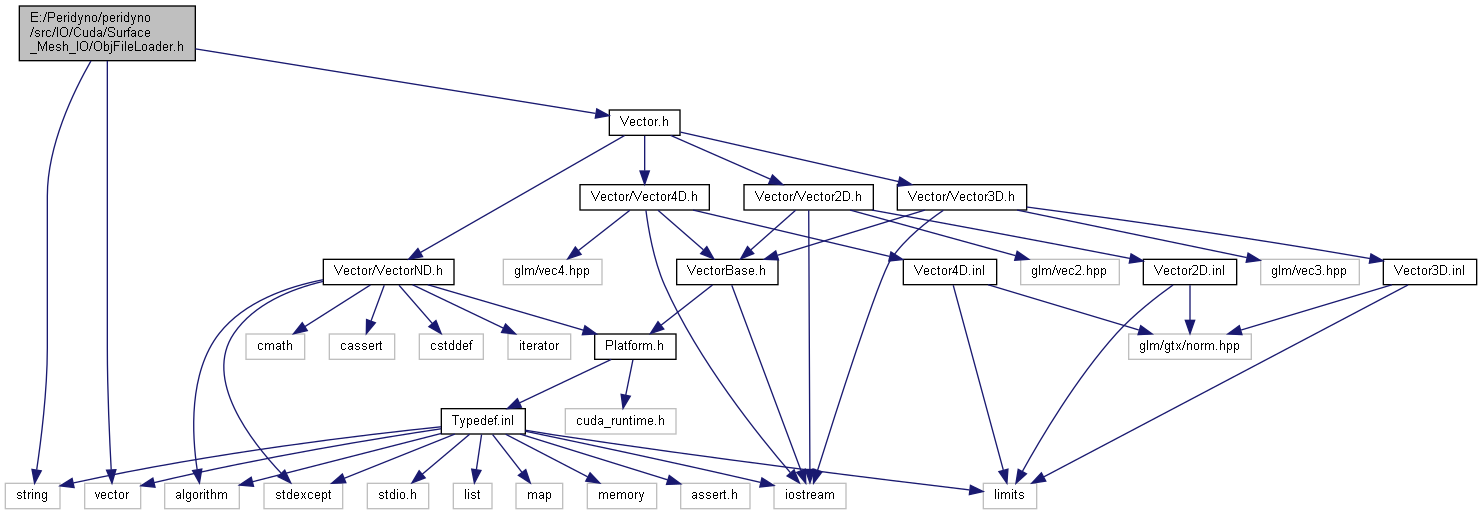 E:/Peridyno/peridyno
/src/IO/Cuda/Surface
_Mesh_IO/ObjFileLoader.h
Vector.h
Vector/Vector4D.h
Vector/Vector2D.h
Vector/Vector3D.h
Vector/VectorND.h
glm/vec4.hpp
VectorBase.h
Vector4D.inl
glm/vec2.hpp
Vector2D.inl
glm/vec3.hpp
Vector3D.inl
cmath
cassert
cstddef
iterator
Platform.h
glm/gtx/norm.hpp
Typedef.inl
cuda_runtime.h
string
vector
algorithm
stdexcept
stdio.h
list
map
memory
assert.h
iostream
limits